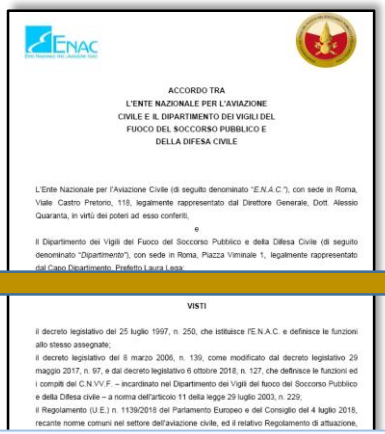 ENAC
ACCORDO TRA
L'ENTE NAZIONALE PER L'AVIAZIONE
CIVILE E IL DIPARTIMENTO DEI VIGILI DEL
FUOCO DEL SOCCORSO PUBBLICO E
DELLA DIFESA CIVILE
L'Ente Nazionale per l'Aviazione Civile (di seguito denominato "E.N.A.C."), con sede in Roma,
Viale Castro Pretorio, 118, legalmente rappresentato dal Direttore Generale, Dott. Alessio
Quaranta, in virtù dei poteri ad esso conferiti,
e
Il Dipartimento dei Vigili del Fuoco del Soccorso Pubblico e della Difesa Civile (di seguito
denominato "Dipartimento"), con sede in Roma, Piazza Viminale 1, legalmente rappresentato
dal Capo Dipartimento, Prefetto Laura Lega;
VISTI
il decreto legislativo del 25 luglio 1997, n. 250, che istituisce l'E.N.A.C. e definisce le funzioni
allo stesso assegnate;
il decreto legislativo del 8 marzo 2006, n. 139, come modificato dal decreto legislativo 29
maggio 2017, n. 97, e dal decreto legislativo 6 ottobre 2018, n. 127, che definisce le funzioni ed
i compiti del C.N.VV.F. – incardinato nel Dipartimento dei Vigili del fuoco del Soccorso Pubblico
e della Difesa civile – a norma dell'articolo 11 della legge 29 luglio 2003, n. 229;
il Regolamento (U.E.) n. 1139/2018 del Parlamento Europeo e del Consiglio del 4 luglio 2018,
recante norme comuni nel settore dell'aviazione civile, ed il relativo Regolamento di attuazione,